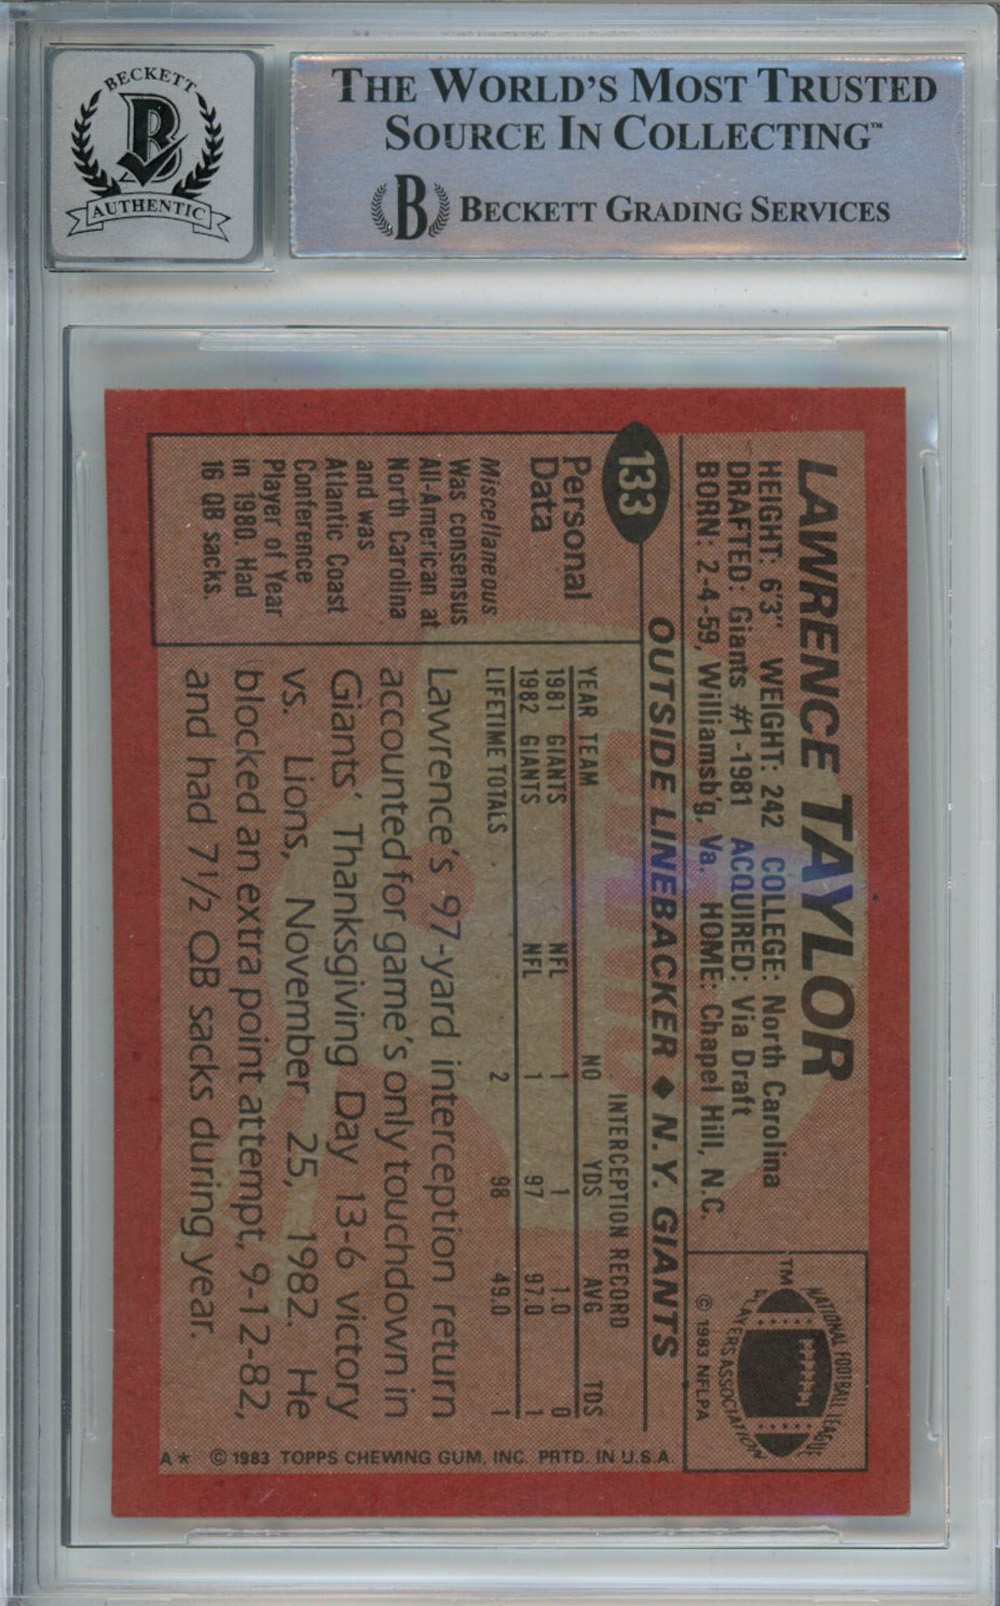 BECKETT
B
AUTHENTIC
THE WORLD'S MOST TRUSTED
SOURCE IN COLLECTING™
B BECKETT GRADING SERVICES
LAWRENCE TAYLOR
HEIGHT: 6'3" WEIGHT: 242 COLLEGE: North Carolina
DRAFTED: Giants #1-1981 ACQUIRED: Via Draft
BORN: 2-4-59, Williamsb'g, Va. HOME: Chapel Hill, N.C.
TM
NATIONAL FOOTBALL LEAGUE
PLAYERS ASSOCIATION
© 1983 NFLPA
133
OUTSIDE LINEBACKER ◆ N.Y. GIANTS
Personal
Data
Miscellaneous
Was consensus
All-American at
North Carolina
and was
Atlantic Coast
Conference
Player of Year
in 1980. Had
16 QB sacks.
INTERCEPTION RECORD
YEAR TEAM NO YDS AVG TDS
1981 GIANTS NFL 1 1 1.0 0
1982 GIANTS NFL 1 97 97.0 1
LIFETIME TOTALS 2 98 49.0 1
Lawrence's 97-yard interception return
accounted for game's only touchdown in
Giants' Thanksgiving Day 13-6 victory
vs. Lions, November 25, 1982. He
blocked an extra point attempt, 9-12-82,
and had 7½ QB sacks during year.
A* © 1983 TOPPS CHEWING GUM, INC. PRTD. IN U.S.A.